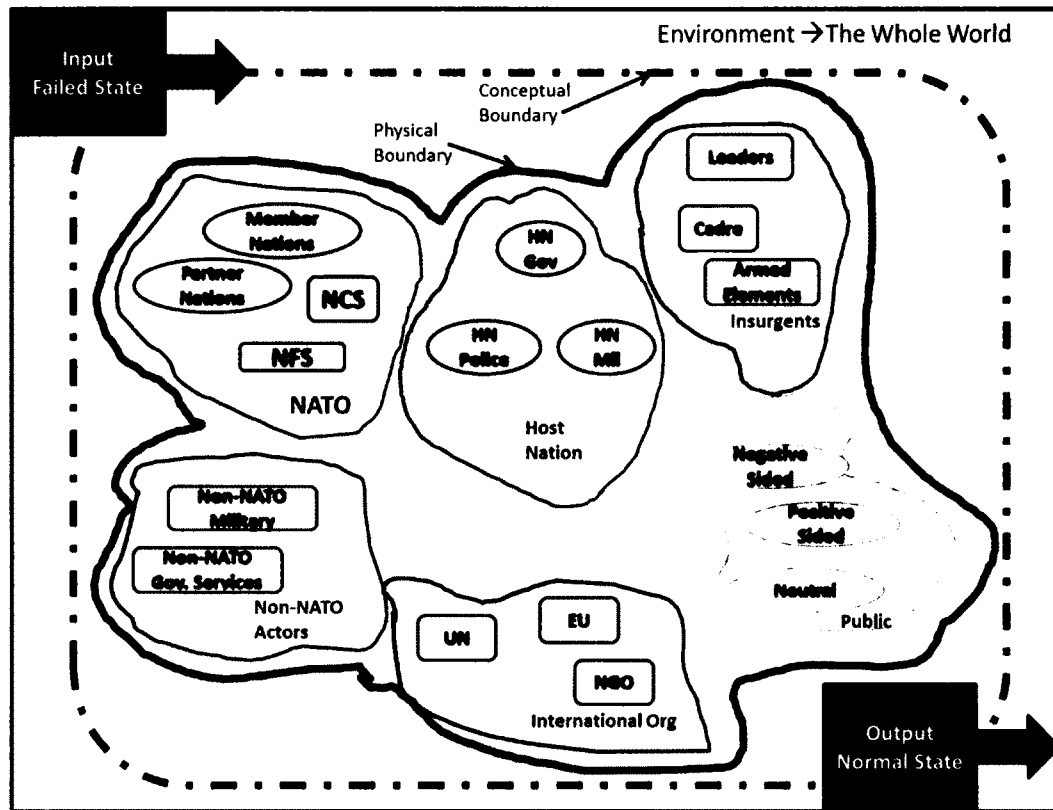 Input
Failed State
Environment →The Whole World
Conceptual
Boundary
Physical
Boundary
Leaders
Cadre
Armed
Elements
Insurgents
Member
Nations
Partner
Nations
NCS
NFS
NATO
HN
Gov
HN
Police
HN
Mil
Host
Nation
Negative
Sided
Positive
Sided
Neutral
Public
Non-NATO
Military
Non-NATO
Gov. Services
Non-NATO
Actors
UN
EU
NGO
International Org
Output
Normal State